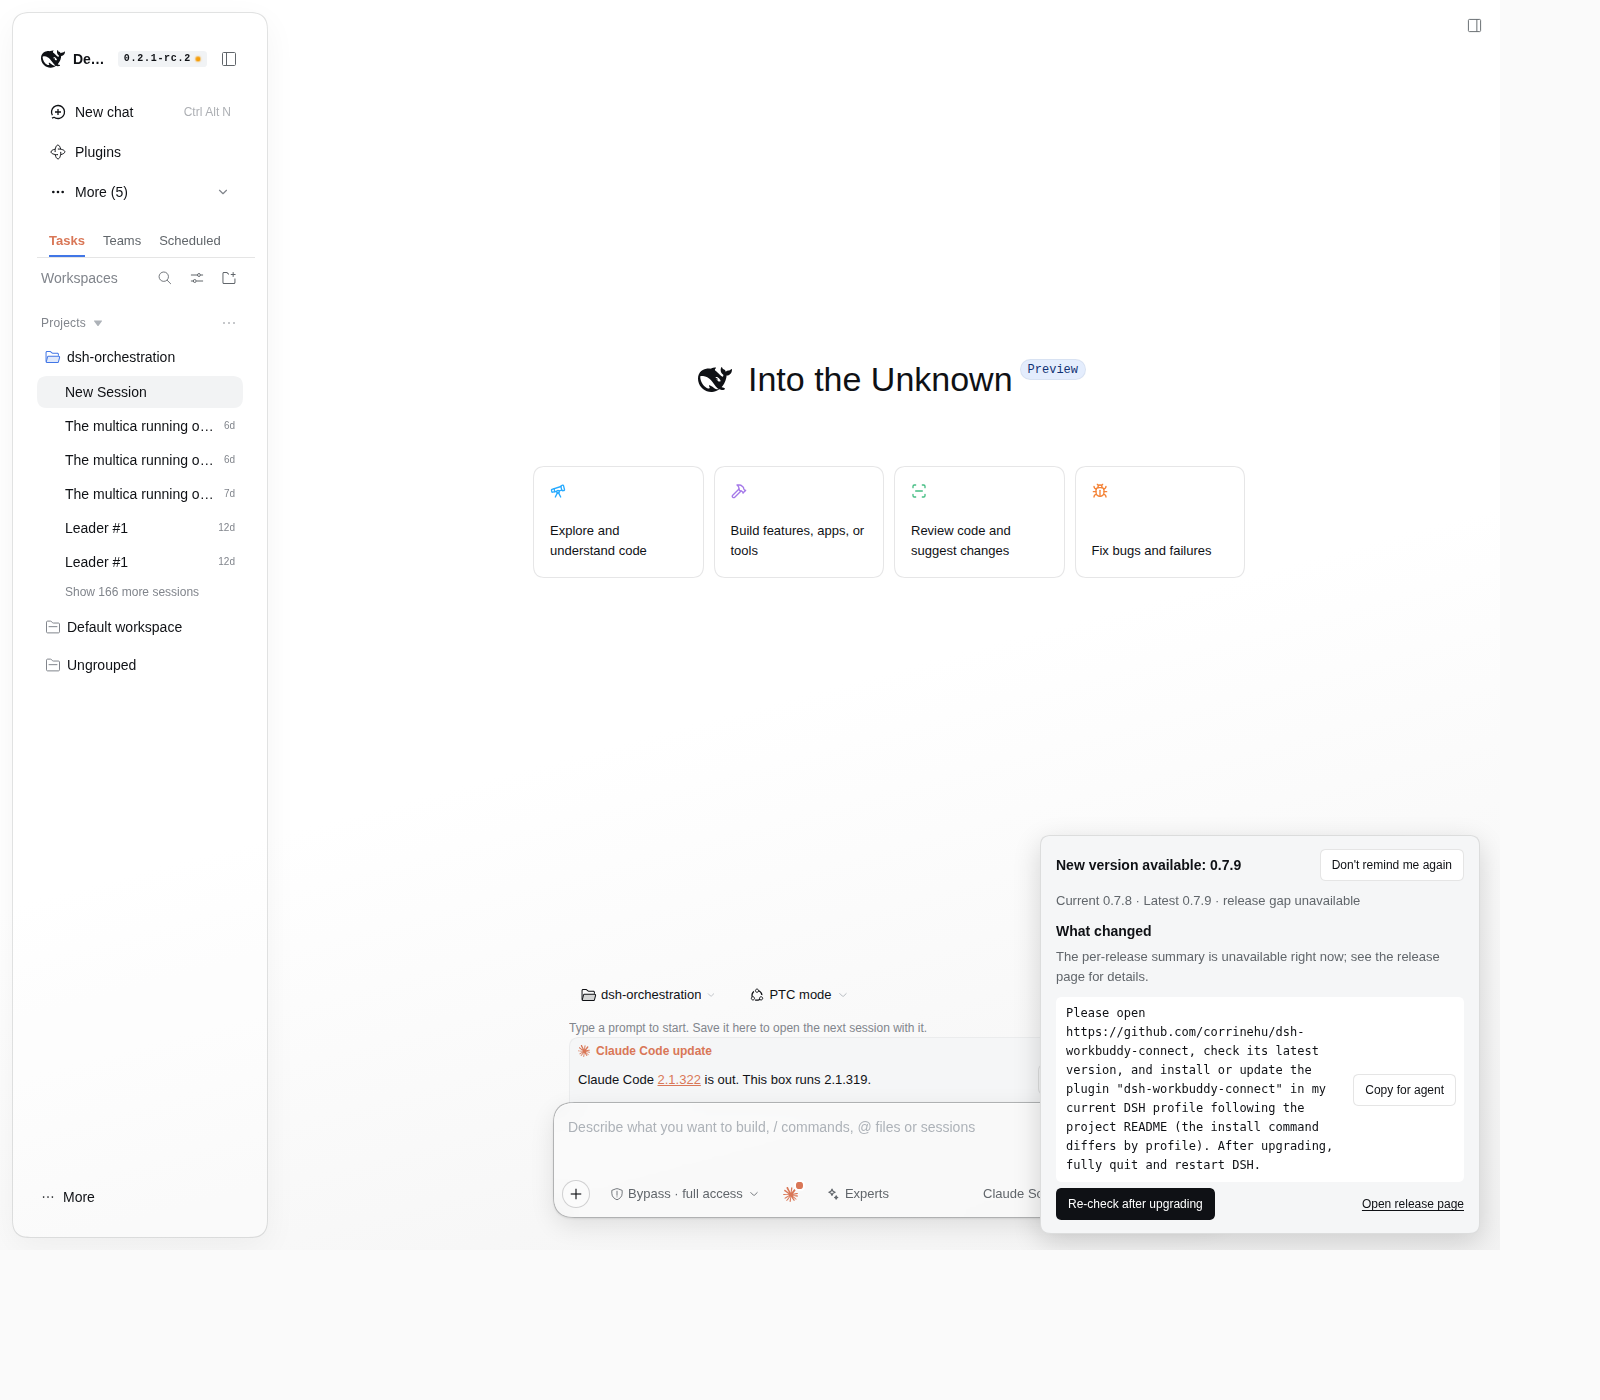 De...
0.2.1-rc.2
New chat
Ctrl Alt N
Plugins
More (5)
Tasks
Teams
Scheduled
Workspaces
Projects
dsh-orchestration
New Session
The multica running o...
6d
The multica running o...
6d
The multica running o...
7d
Leader #1
12d
Leader #1
12d
Show 166 more sessions
Default workspace
Ungrouped
More
Into the Unknown
Preview
Explore and
understand code
Build features, apps, or
tools
Review code and
suggest changes
Fix bugs and failures
dsh-orchestration
PTC mode
Type a prompt to start. Save it here to open the next session with it.
Claude Code update
Claude Code 2.1.322 is out. This box runs 2.1.319.
Describe what you want to build, / commands, @ files or sessions
Bypass · full access
Experts
Claude
New version available: 0.7.9
Don't remind me again
Current 0.7.8 · Latest 0.7.9 · release gap unavailable
What changed
The per-release summary is unavailable right now; see the release
page for details.
Please open
https://github.com/corrinehu/dsh-
workbuddy-connect, check its latest
version, and install or update the
plugin "dsh-workbuddy-connect" in my
current DSH profile following the
project README (the install command
differs by profile). After upgrading,
fully quit and restart DSH.
Copy for agent
Re-check after upgrading
Open release page